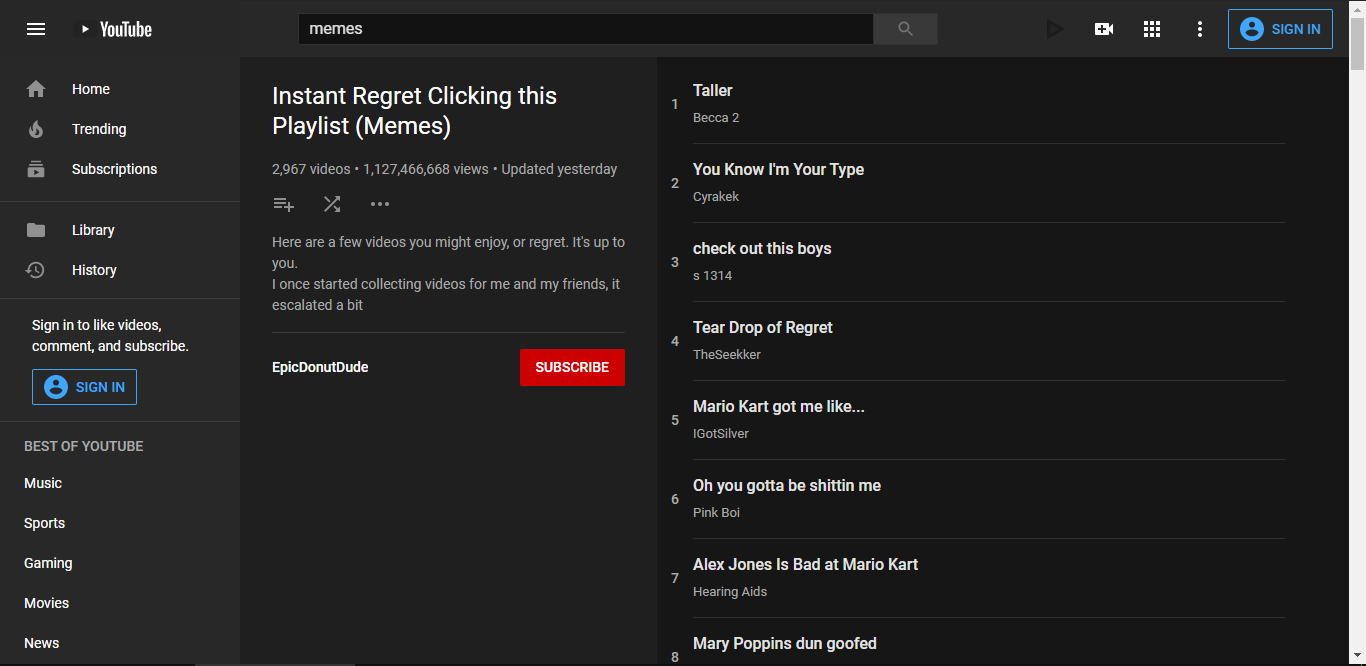 YouTube
memes
SIGN IN
Home
Trending
Subscriptions
Library
History
Sign in to like videos,
comment, and subscribe.
SIGN IN
BEST OF YOUTUBE
Music
Sports
Gaming
Movies
News
Instant Regret Clicking this
Playlist (Memes)
2,967 videos • 1,127,466,668 views • Updated yesterday
Here are a few videos you might enjoy, or regret. It's up to
you.
I once started collecting videos for me and my friends, it
escalated a bit
EpicDonutDude
SUBSCRIBE
1
Taller
Becca 2
2
You Know I'm Your Type
Cyrakek
3
check out this boys
s 1314
4
Tear Drop of Regret
TheSeekker
5
Mario Kart got me like...
IGotSilver
6
Oh you gotta be shittin me
Pink Boi
7
Alex Jones Is Bad at Mario Kart
Hearing Aids
8
Mary Poppins dun goofed